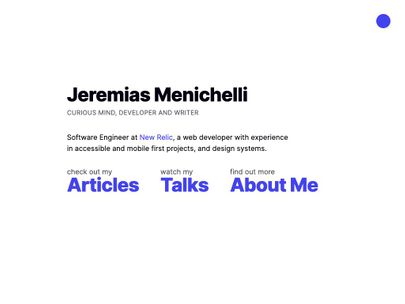 Jeremias Menichelli
CURIOUS MIND, DEVELOPER AND WRITER
Software Engineer at New Relic, a web developer with experience
in accessible and mobile first projects, and design systems.
check out my
Articles
watch my
Talks
find out more
About Me